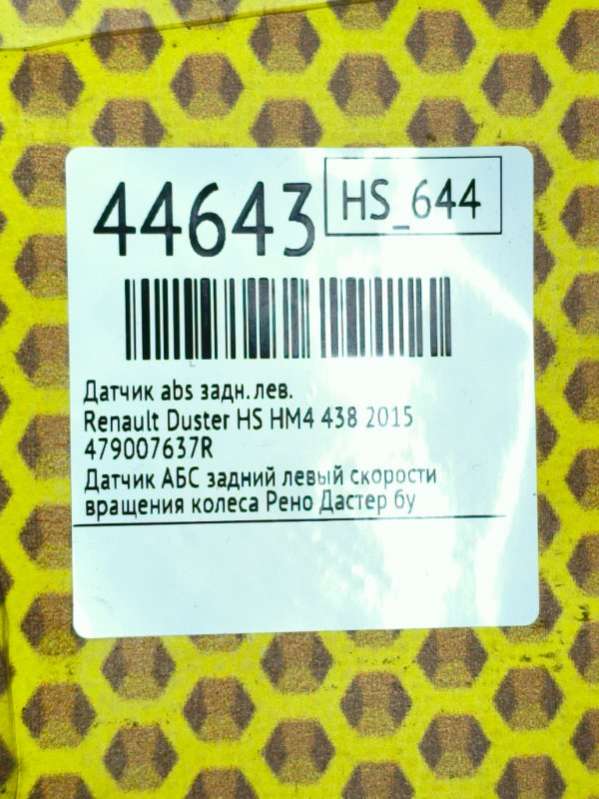 44643
HS_644
Датчик abs задн.лев.
Renault Duster HS HM4 438 2015
479007637R
Датчик АБС задний левый скорости
вращения колеса Рено Дастер бу